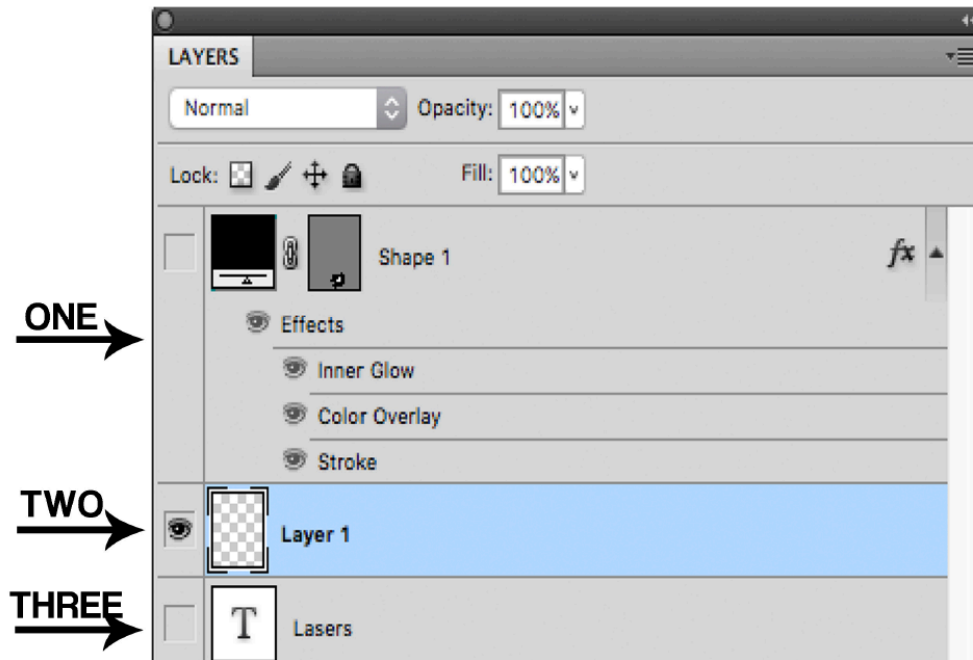 LAYERS
Normal Opacity: 100%
Lock: Fill: 100%
Shape 1 fx
ONE
Effects
Inner Glow
Color Overlay
Stroke
TWO
Layer 1
THREE
T Lasers